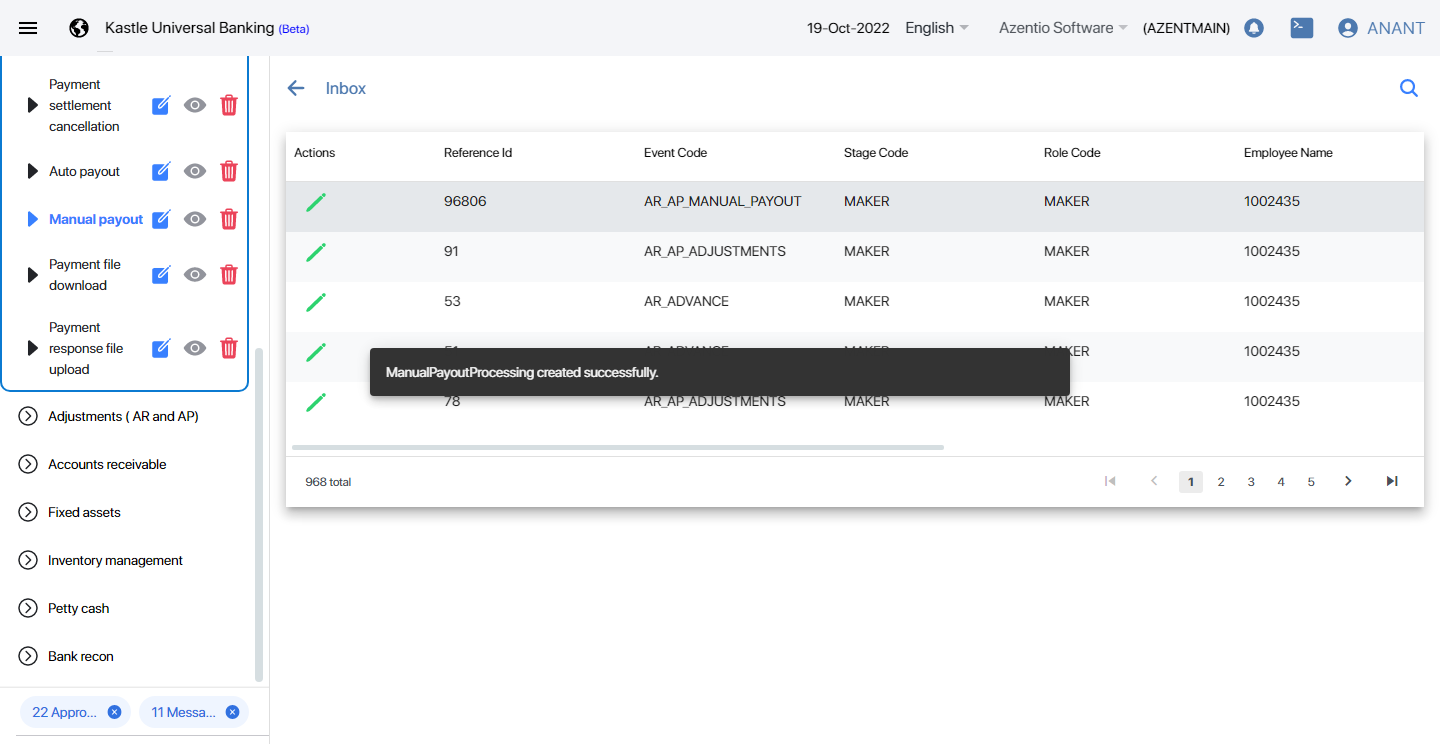 Kastle Universal Banking (Beta)
19-Oct-2022
English
Azentio Software
(AZENTMAIN)
ANANT
Payment
settlement
cancellation
Auto payout
Manual payout
Payment file
download
Payment
response file
upload
Adjustments ( AR and AP)
Accounts receivable
Fixed assets
Inventory management
Petty cash
Bank recon
22 Appro...
11 Messa...
Inbox
Actions Reference Id Event Code Stage Code Role Code Employee Name
96806 AR_AP_MANUAL_PAYOUT MAKER MAKER 1002435
91 AR_AP_ADJUSTMENTS MAKER MAKER 1002435
53 AR_ADVANCE MAKER MAKER 1002435
51 AR_ADVANCE MAKER MAKER 1002435
ManualPayoutProcessing created successfully.
78 AR_AP_ADJUSTMENTS MAKER MAKER 1002435
968 total
1 2 3 4 5